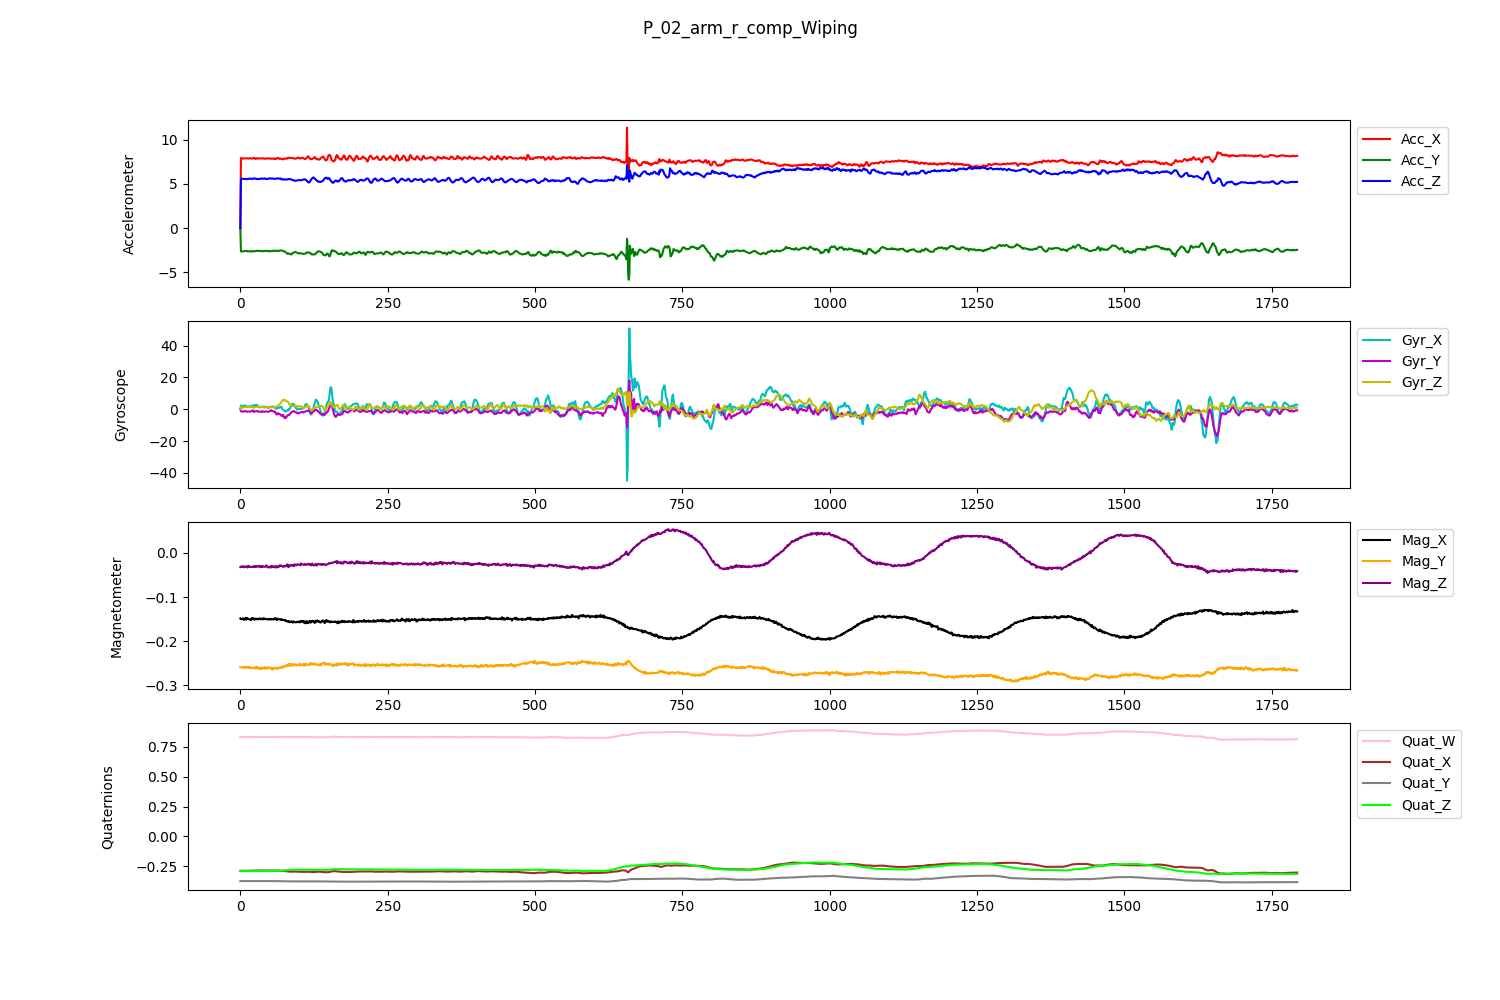 P_02_arm_r_comp_Wiping
Accelerometer
10
5
0
−5
0 250 500 750 1000 1250 1500 1750
Acc_X
Acc_Y
Acc_Z
Gyroscope
40
20
0
−20
−40
0 250 500 750 1000 1250 1500 1750
Gyr_X
Gyr_Y
Gyr_Z
Magnetometer
0.0
−0.1
−0.2
−0.3
0 250 500 750 1000 1250 1500 1750
Mag_X
Mag_Y
Mag_Z
Quaternions
0.75
0.50
0.25
0.00
−0.25
0 250 500 750 1000 1250 1500 1750
Quat_W
Quat_X
Quat_Y
Quat_Z